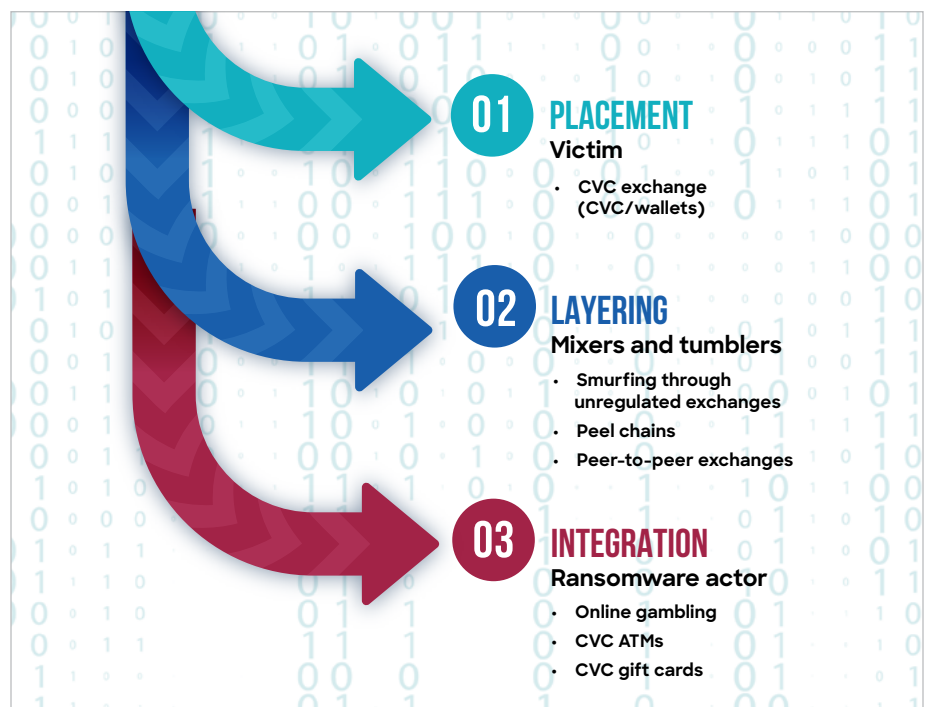 01
PLACEMENT
Victim
• CVC exchange
(CVC/wallets)
02
LAYERING
Mixers and tumblers
• Smurfing through
unregulated exchanges
• Peel chains
• Peer-to-peer exchanges
03
INTEGRATION
Ransomware actor
• Online gambling
• CVC ATMs
• CVC gift cards